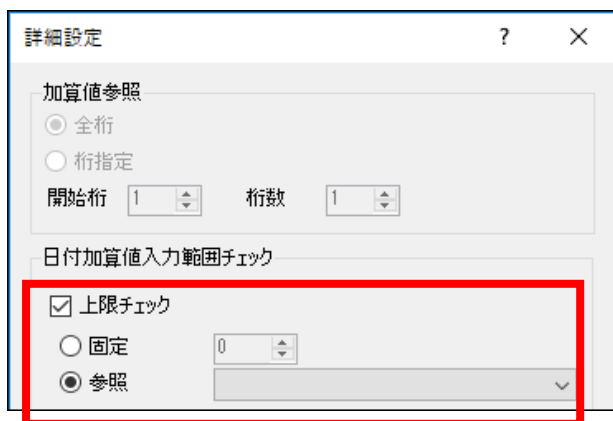 詳細設定 ?
加算値参照
全桁
桁指定
開始桁 1 桁数 1
日付加算値入力範囲チェック
上限チェック
固定 0
参照